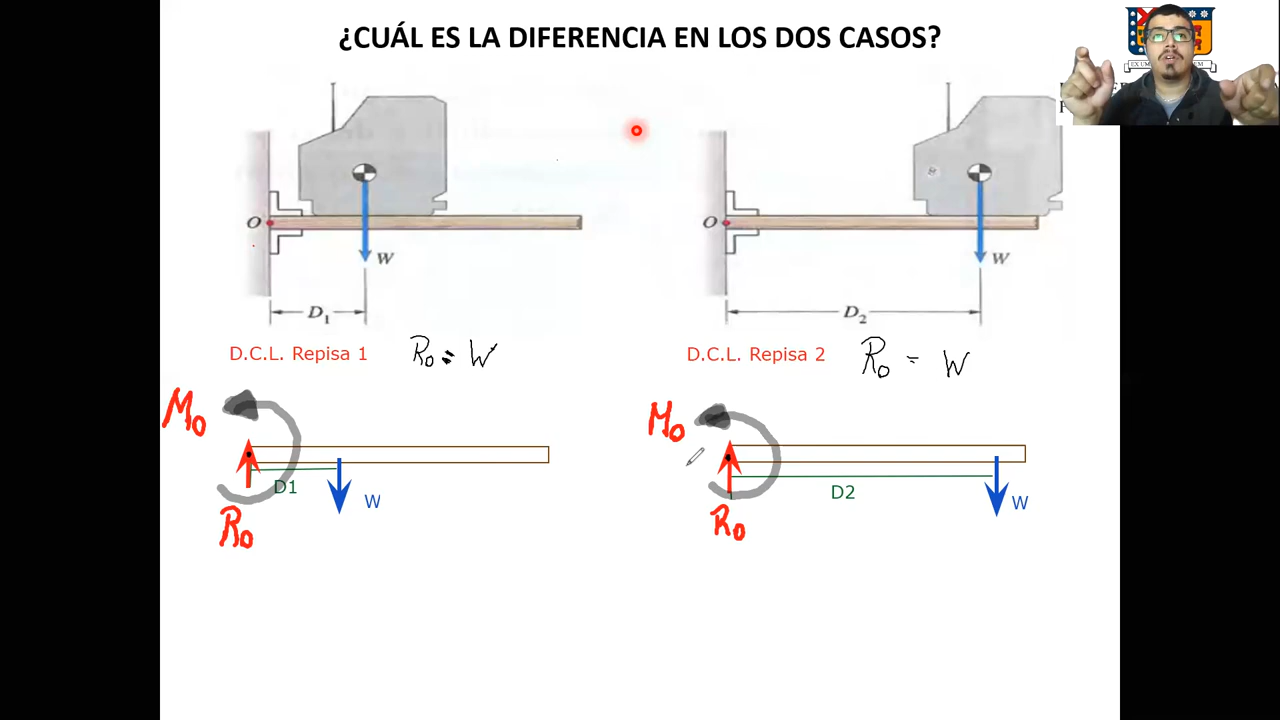 ¿CUÁL ES LA DIFERENCIA EN LOS DOS CASOS?
O
W
D₁
O
W
D₂
D.C.L. Repisa 1
R₀ = W
D.C.L. Repisa 2
R₀ = W
M₀
D1
W
R₀
M₀
D2
W
R₀